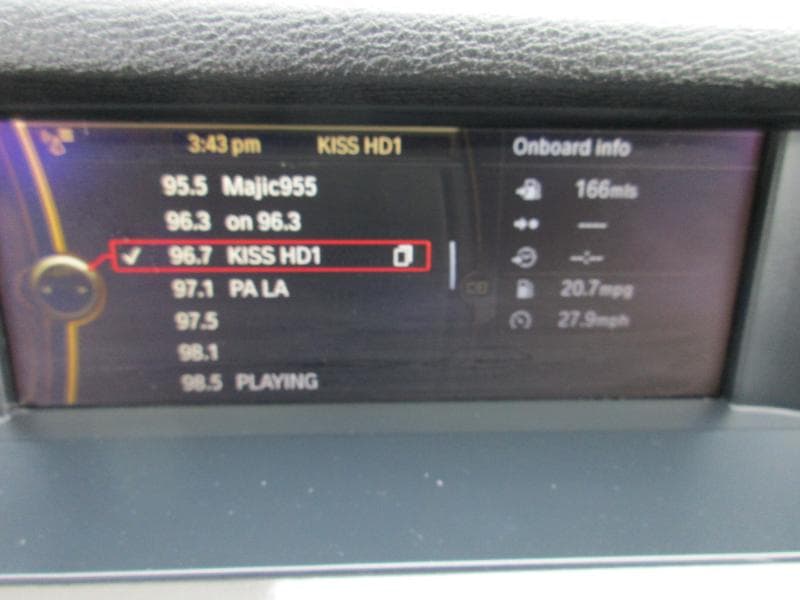 3:43 pm KISS HD1
95.5 Majic955
96.3 on 96.3
96.7 KISS HD1
97.1 PA LA
97.5
98.1
98.5 PLAYING
Onboard info
166mls
---
--:--
20.7mpg
27.9mph